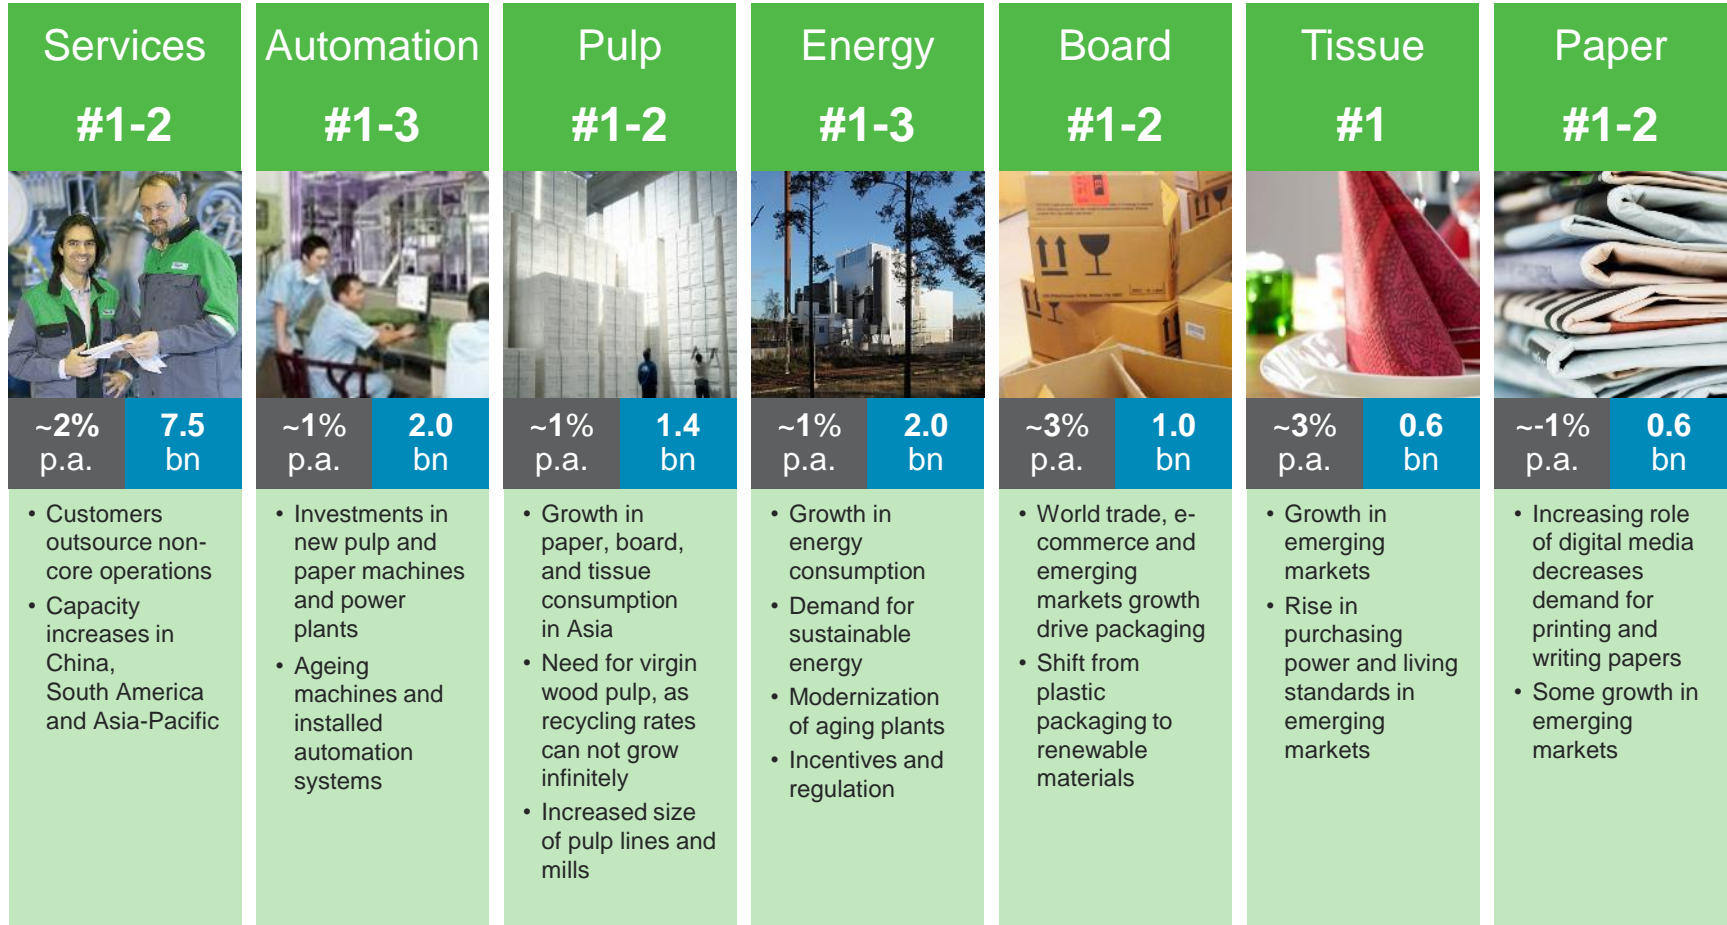 Services
#1-2
~2%
p.a.
7.5
bn
• Customers
outsource non-
core operations
• Capacity
increases in
China,
South America
and Asia-Pacific
Automation
#1-3
~1%
p.a.
2.0
bn
• Investments in
new pulp and
paper machines
and power
plants
• Ageing
machines and
installed
automation
systems
Pulp
#1-2
~1%
p.a.
1.4
bn
• Growth in
paper, board,
and tissue
consumption
in Asia
• Need for virgin
wood pulp, as
recycling rates
can not grow
infinitely
• Increased size
of pulp lines and
mills
Energy
#1-3
~1%
p.a.
2.0
bn
• Growth in
energy
consumption
• Demand for
sustainable
energy
• Modernization
of aging plants
• Incentives and
regulation
Board
#1-2
~3%
p.a.
1.0
bn
• World trade, e-
commerce and
emerging
markets growth
drive packaging
• Shift from
plastic
packaging to
renewable
materials
Tissue
#1
~3%
p.a.
0.6
bn
• Growth in
emerging
markets
• Rise in
purchasing
power and living
standards in
emerging
markets
Paper
#1-2
~-1%
p.a.
0.6
bn
• Increasing role
of digital media
decreases
demand for
printing and
writing papers
• Some growth in
emerging
markets